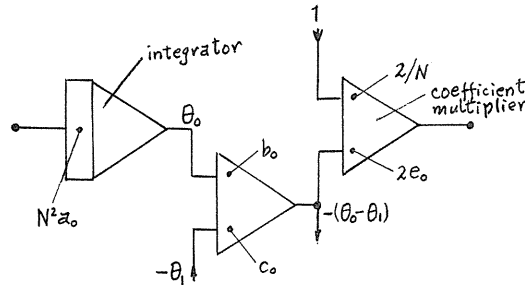 1
integrator
2/N
coefficient
multiplier
θ₀
b₀
2e₀
N²a₀
-(θ₀-θ₁)
-θ₁
c₀